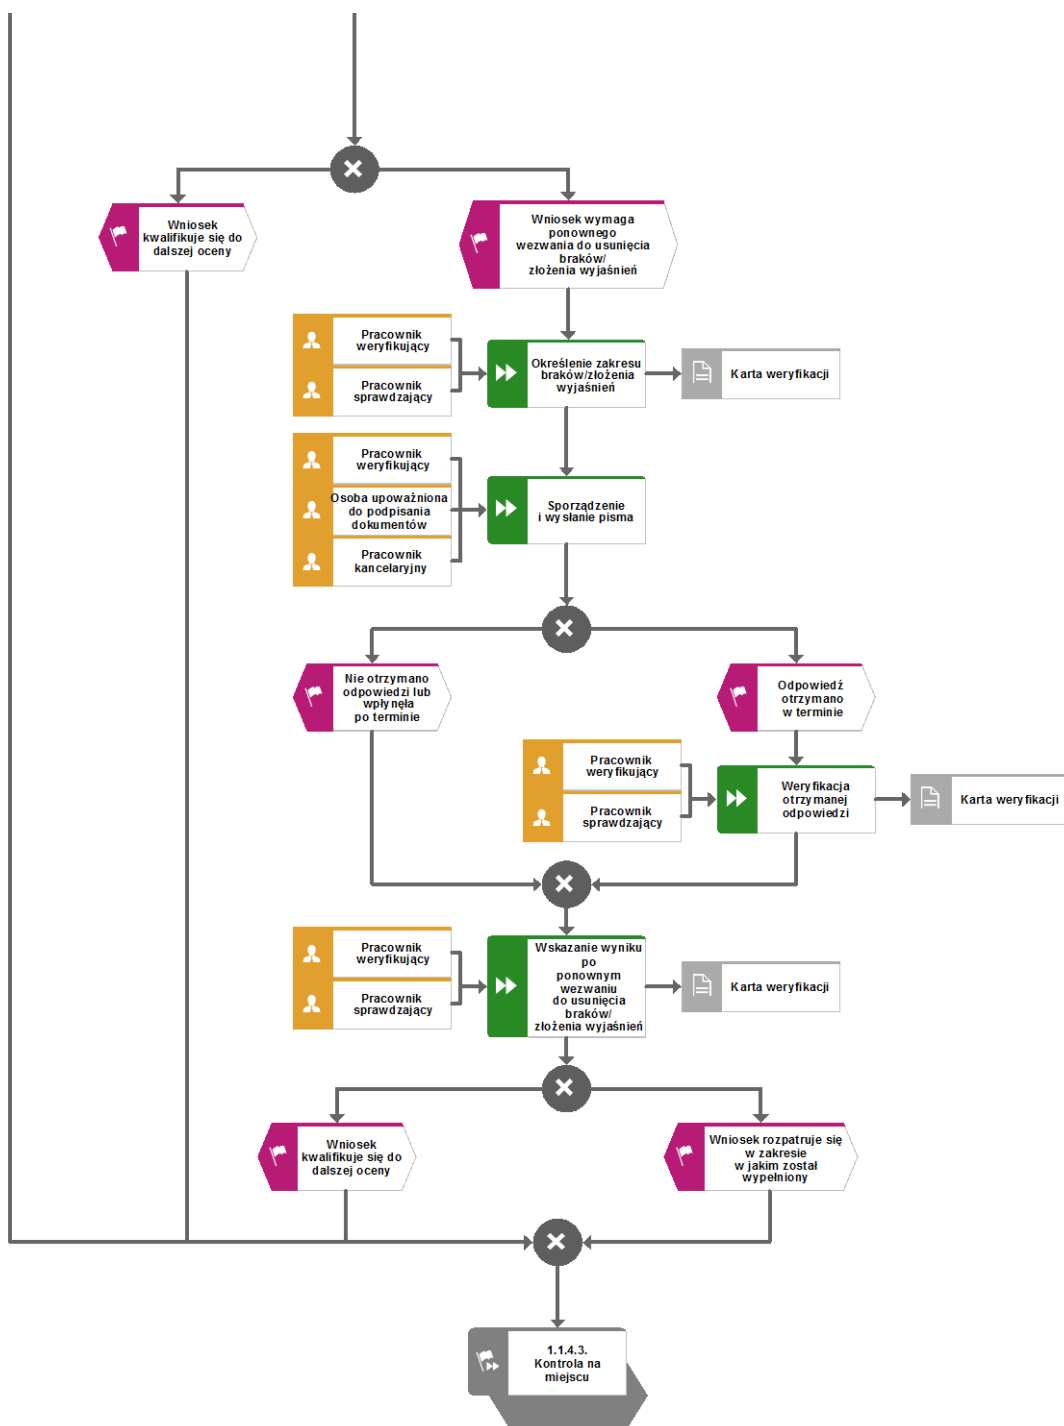 Wniosek
kwalifikuje się do
dalszej oceny
Wniosek wymaga
ponownego
wezwania do usunięcia
braków/
złożenia wyjaśnień
Pracownik
weryfikujący
Pracownik
sprawdzający
Określenie zakresu
braków/złożenia
wyjaśnień
Karta weryfikacji
Pracownik
weryfikujący
Osoba upoważniona
do podpisania
dokumentów
Pracownik
kancelaryjny
Sporządzenie
i wysłanie pisma
Nie otrzymano
odpowiedzi lub
wpłynęła
po terminie
Odpowiedź
otrzymano
w terminie
Pracownik
weryfikujący
Pracownik
sprawdzający
Weryfikacja
otrzymanej
odpowiedzi
Karta weryfikacji
Pracownik
weryfikujący
Pracownik
sprawdzający
Wskazanie wyniku
po
ponownym
wezwaniu
do usunięcia
braków/
złożenia wyjaśnień
Karta weryfikacji
Wniosek
kwalifikuje się do
dalszej oceny
Wniosek rozpatruje się
w zakresie
w jakim został
wypełniony
1.1.4.3.
Kontrola na
miejscu